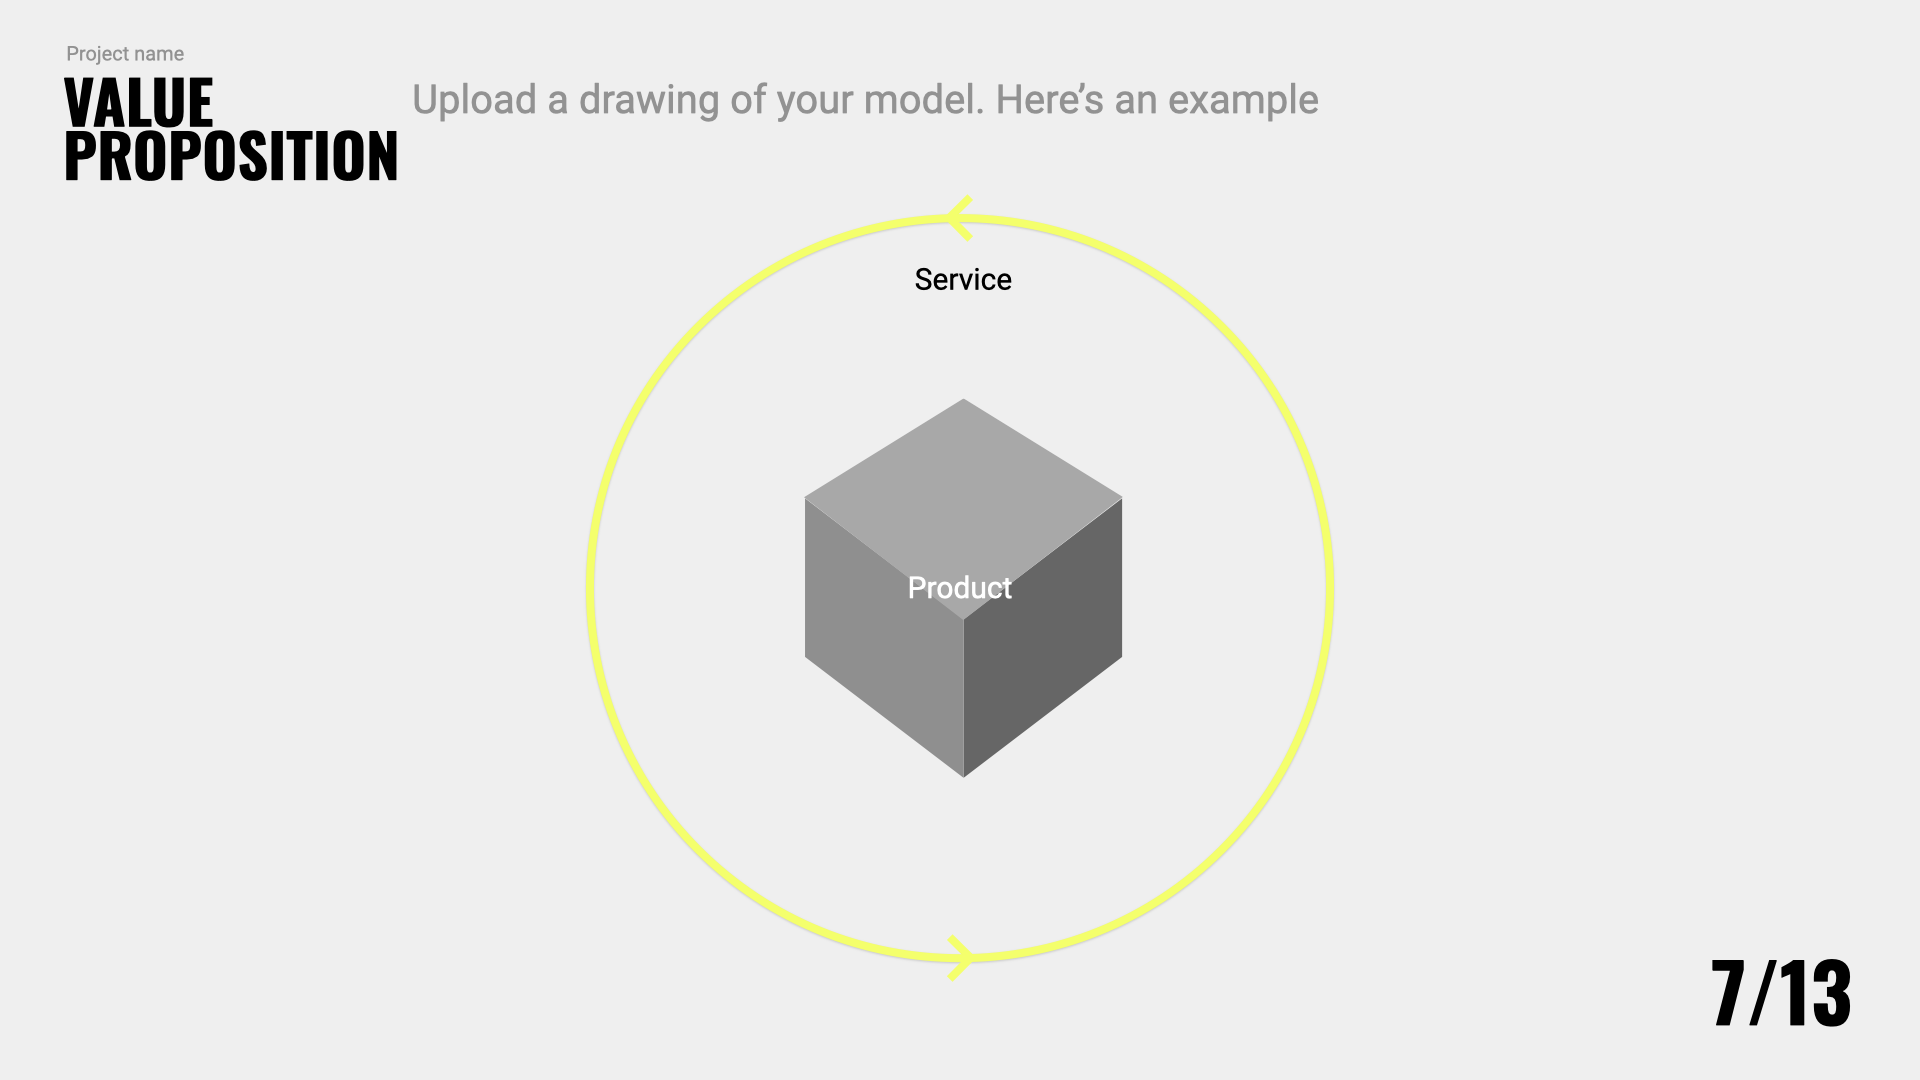 Project name
VALUE
PROPOSITION
Upload a drawing of your model. Here’s an example
Service
Product
7/13